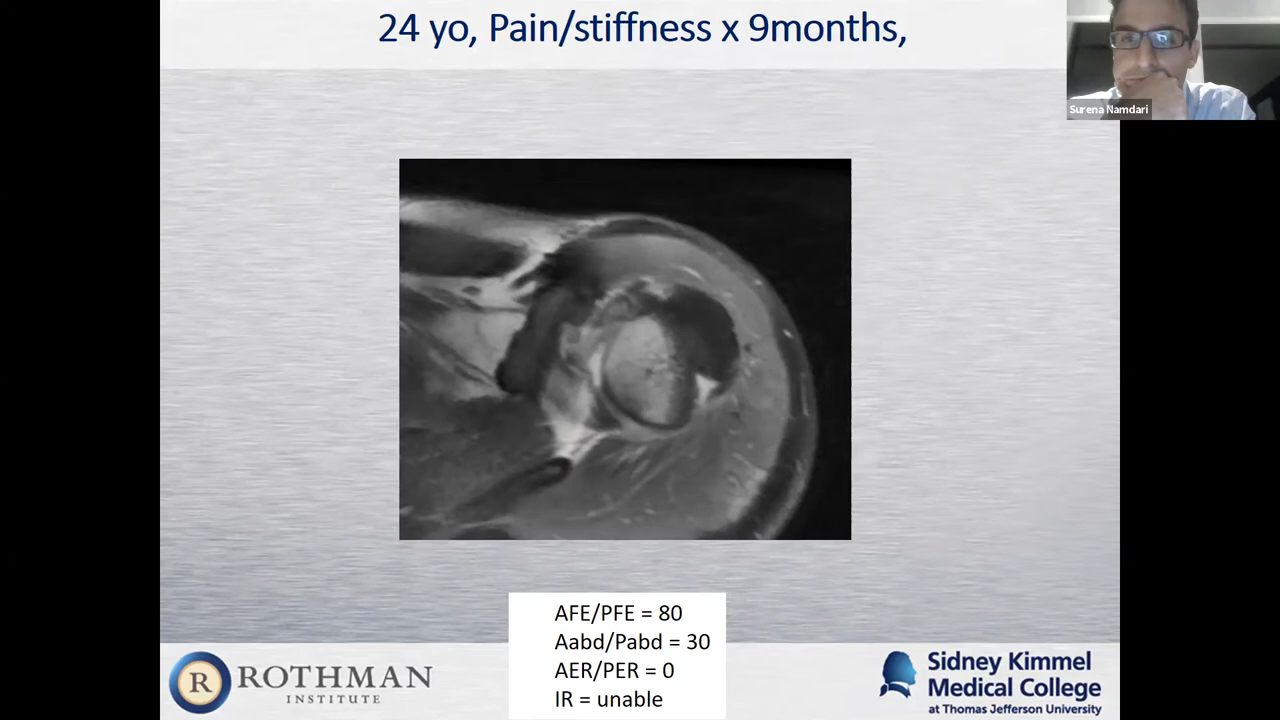 24 yo, Pain/stiffness x 9months,
Surena Namdari
AFE/PFE = 80
Aabd/Pabd = 30
AER/PER = 0
IR = unable
R ROTHMAN
INSTITUTE
Sidney Kimmel
Medical College
at Thomas Jefferson University